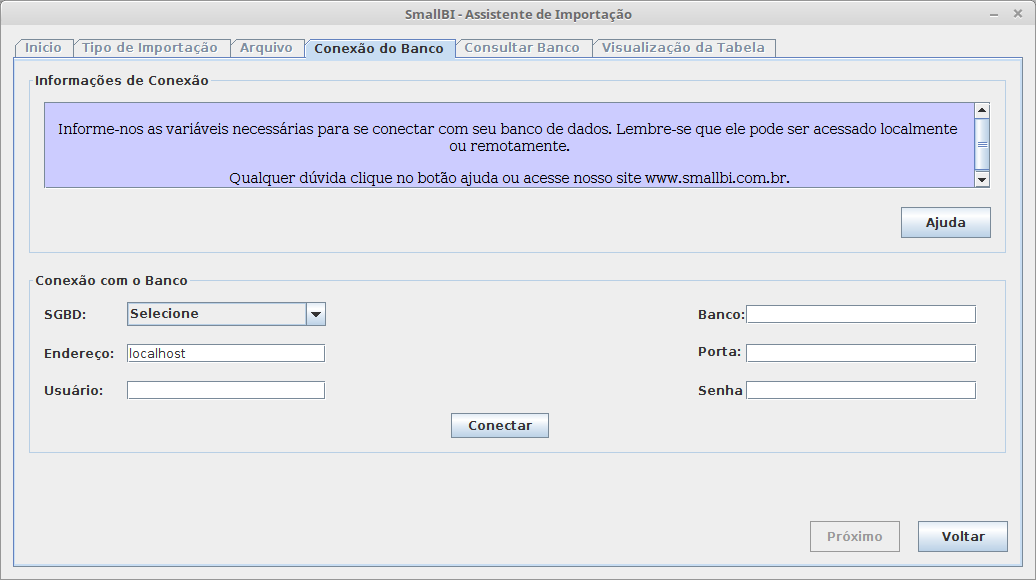 SmallBI - Assistente de Importação
Inicio Tipo de Importação Arquivo Conexão do Banco Consultar Banco Visualização da Tabela
Informações de Conexão
Informe-nos as variáveis necessárias para se conectar com seu banco de dados. Lembre-se que ele pode ser acessado localmente
ou remotamente.
Qualquer dúvida clique no botão ajuda ou acesse nosso site www.smallbi.com.br.
Ajuda
Conexão com o Banco
SGBD: Selecione Banco:
Endereço: localhost Porta:
Usuário: Senha
Conectar
Próximo Voltar